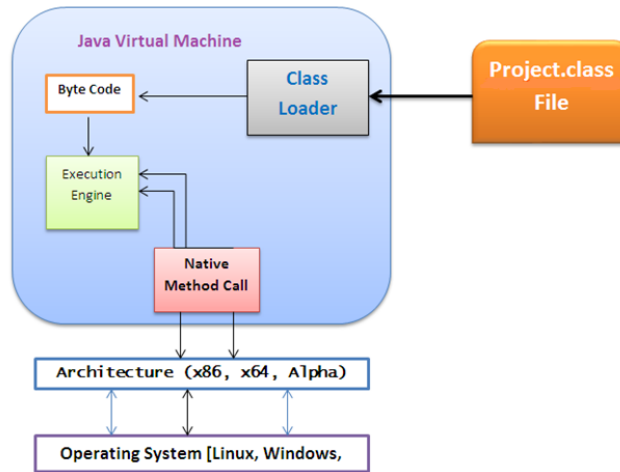 Java Virtual Machine
Project.class
File
Class
Loader
Byte Code
Execution
Engine
Native
Method Call
Architecture (x86, x64, Alpha)
Operating System [Linux, Windows,